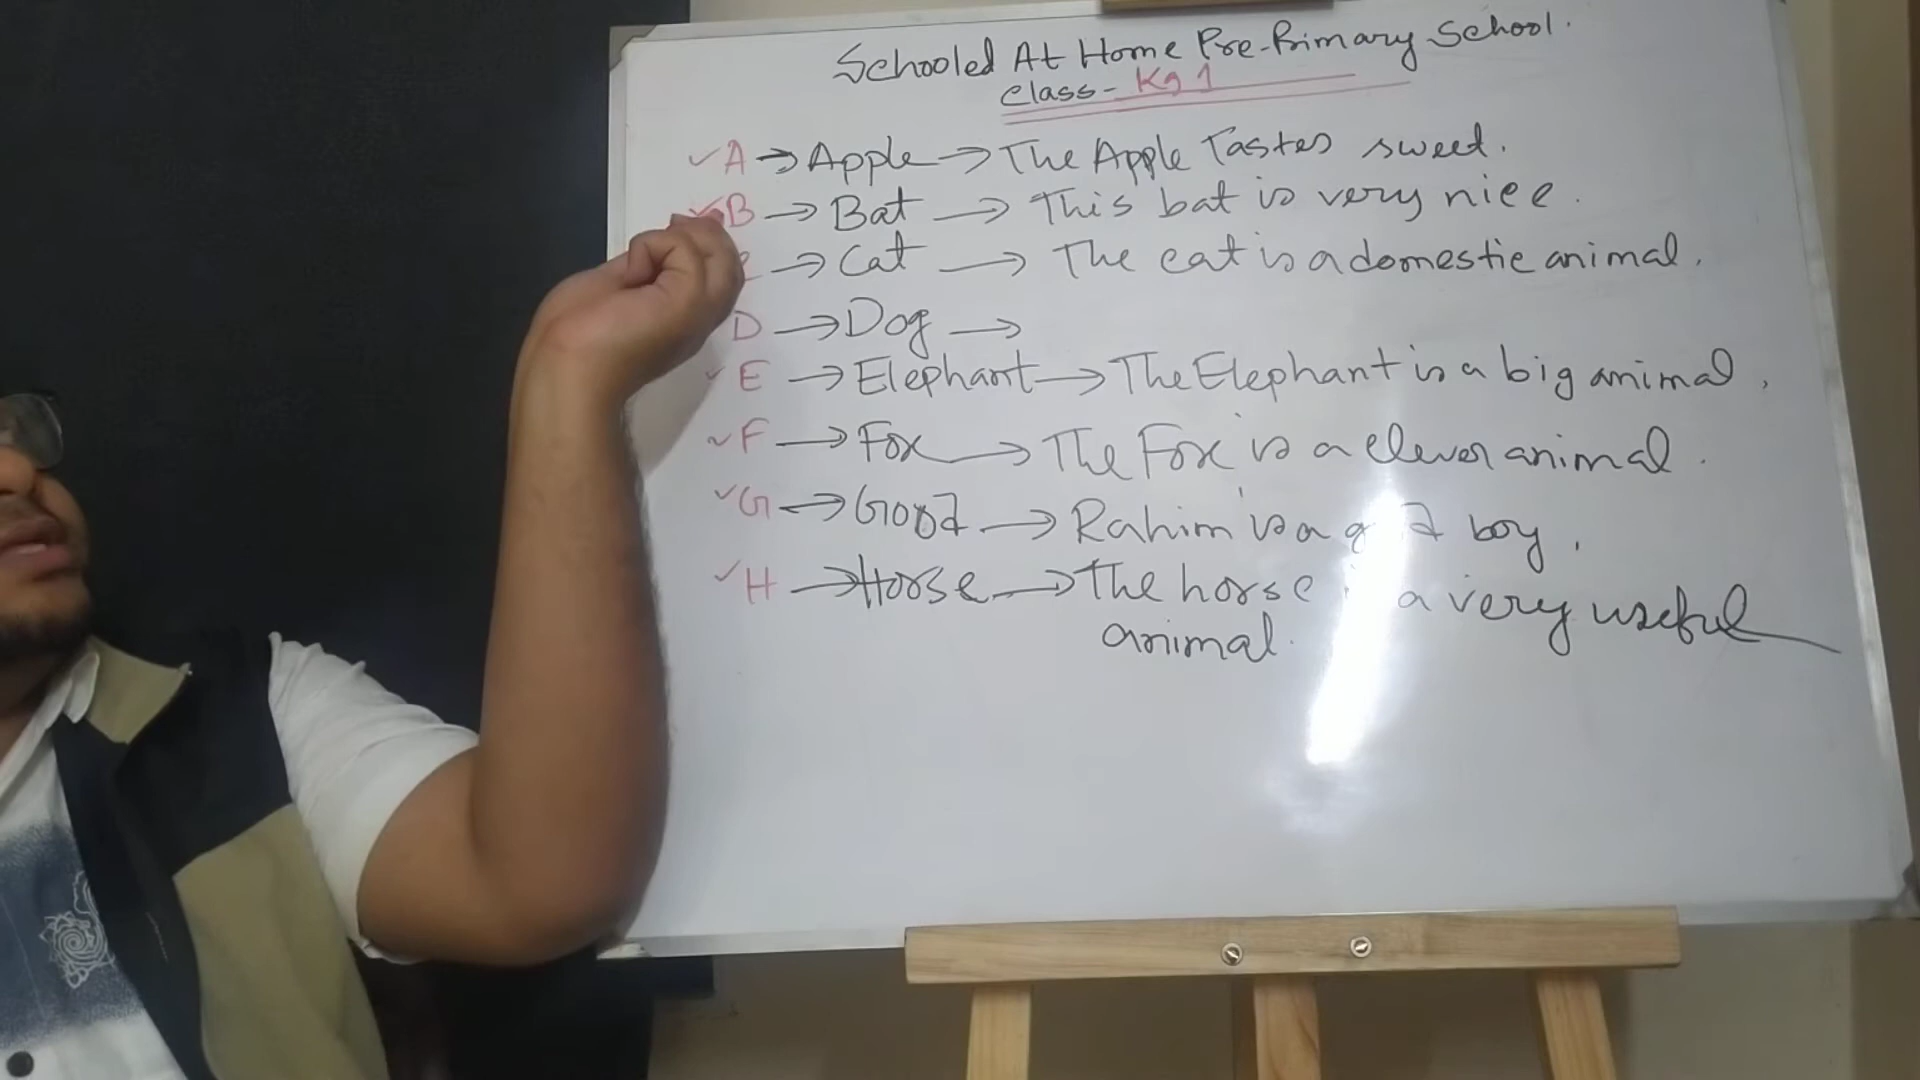 Schooled At Home Pre-Primary School.
class- Kg 1
A → Apple → The Apple Tastes sweet.
B → Bat → This bat is very nice.
→ Cat → The cat is a domestic animal.
D → Dog →
E → Elephant → The Elephant is a big animal.
F → Fox → The Fox is a clever animal.
G → Good → Rahim is a boy.
H → Horse → The horse a very useful
animal.